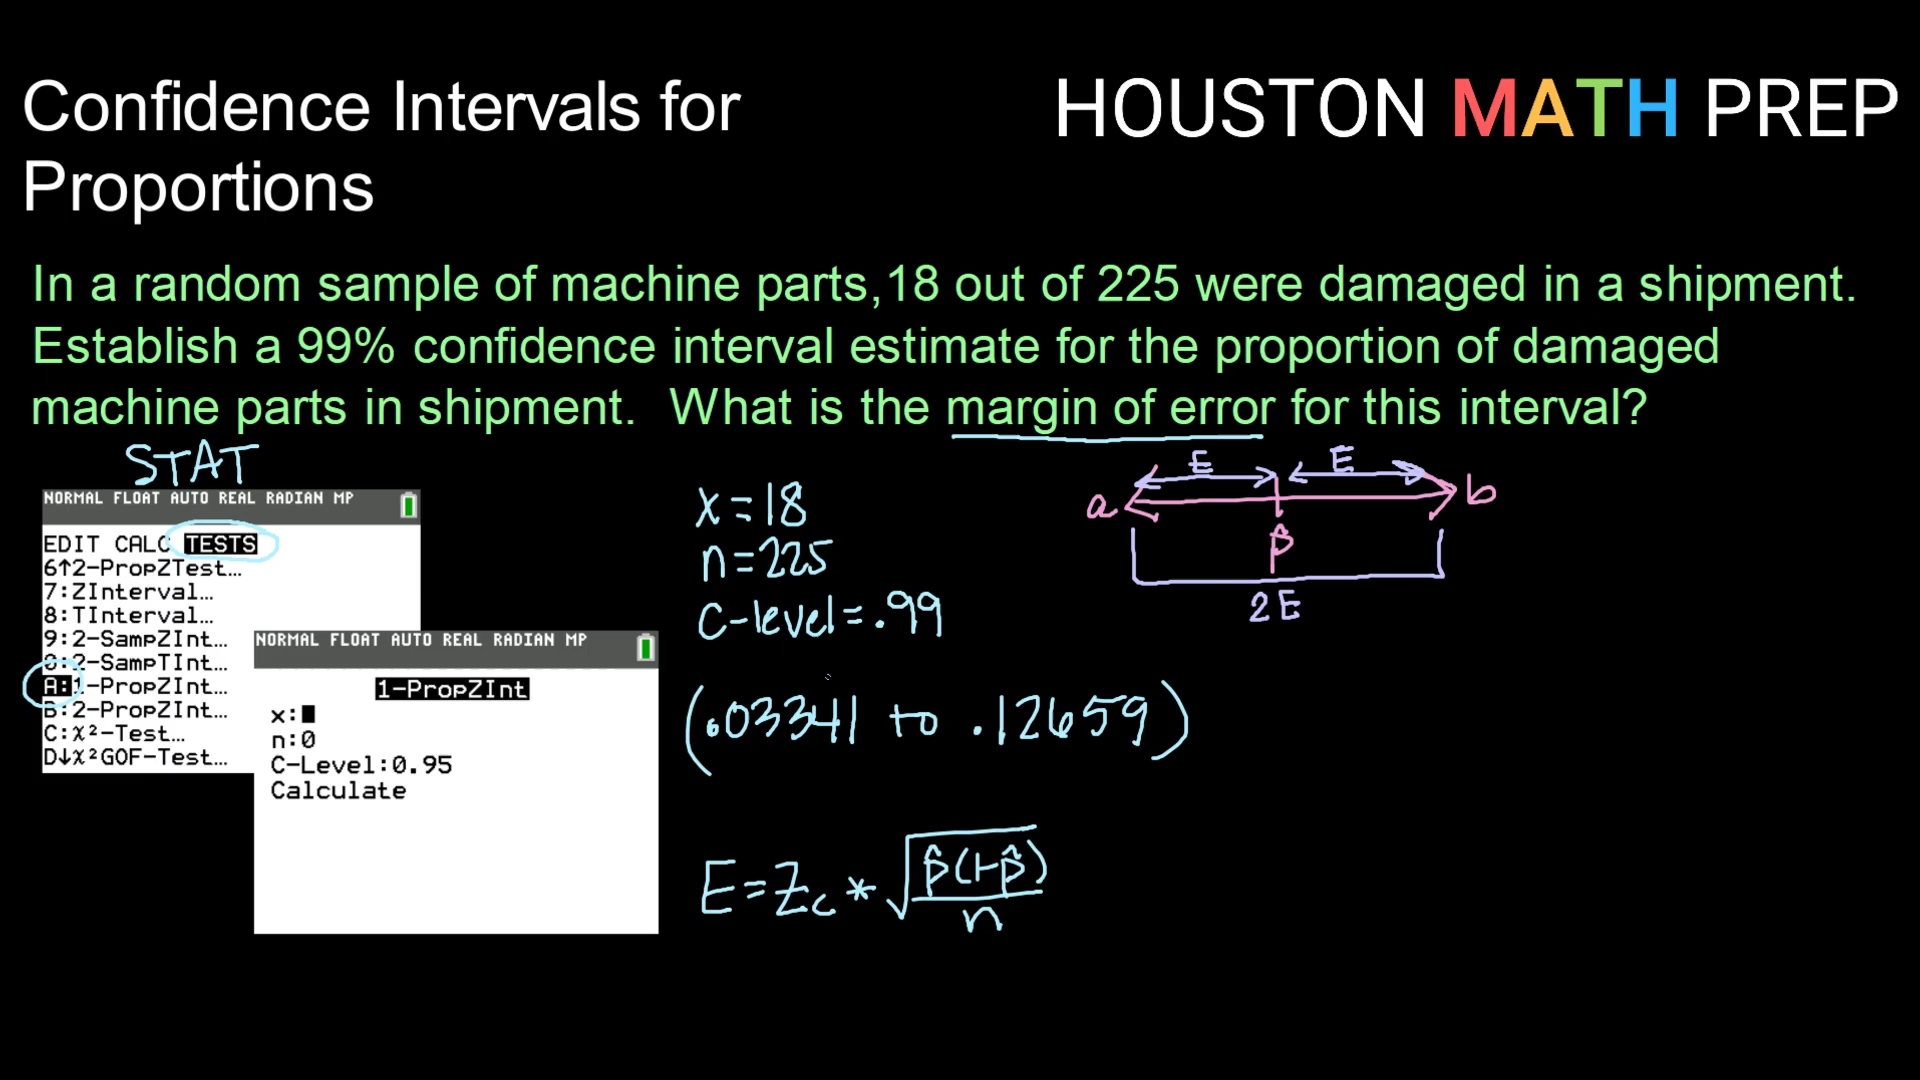 Confidence Intervals for
Proportions
HOUSTON MATH PREP
In a random sample of machine parts,18 out of 225 were damaged in a shipment.
Establish a 99% confidence interval estimate for the proportion of damaged
machine parts in shipment. What is the margin of error for this interval?
STAT
NORMAL FLOAT AUTO REAL RADIAN MP
EDIT CALC TESTS
6↑2-PropZTest…
7:ZInterval…
8:TInterval…
9:2-SampZInt…
0:2-SampTInt…
A:1-PropZInt…
B:2-PropZInt…
C:χ²-Test…
D↓χ²GOF-Test…
NORMAL FLOAT AUTO REAL RADIAN MP
1-PropZInt
x:
n:0
C-Level:0.95
Calculate
x = 18
n = 225
C-level = .99
(.03341 to .12659)
E = Zc * √(p̂(1-p̂)/n)
E E
a b
p̂
2E